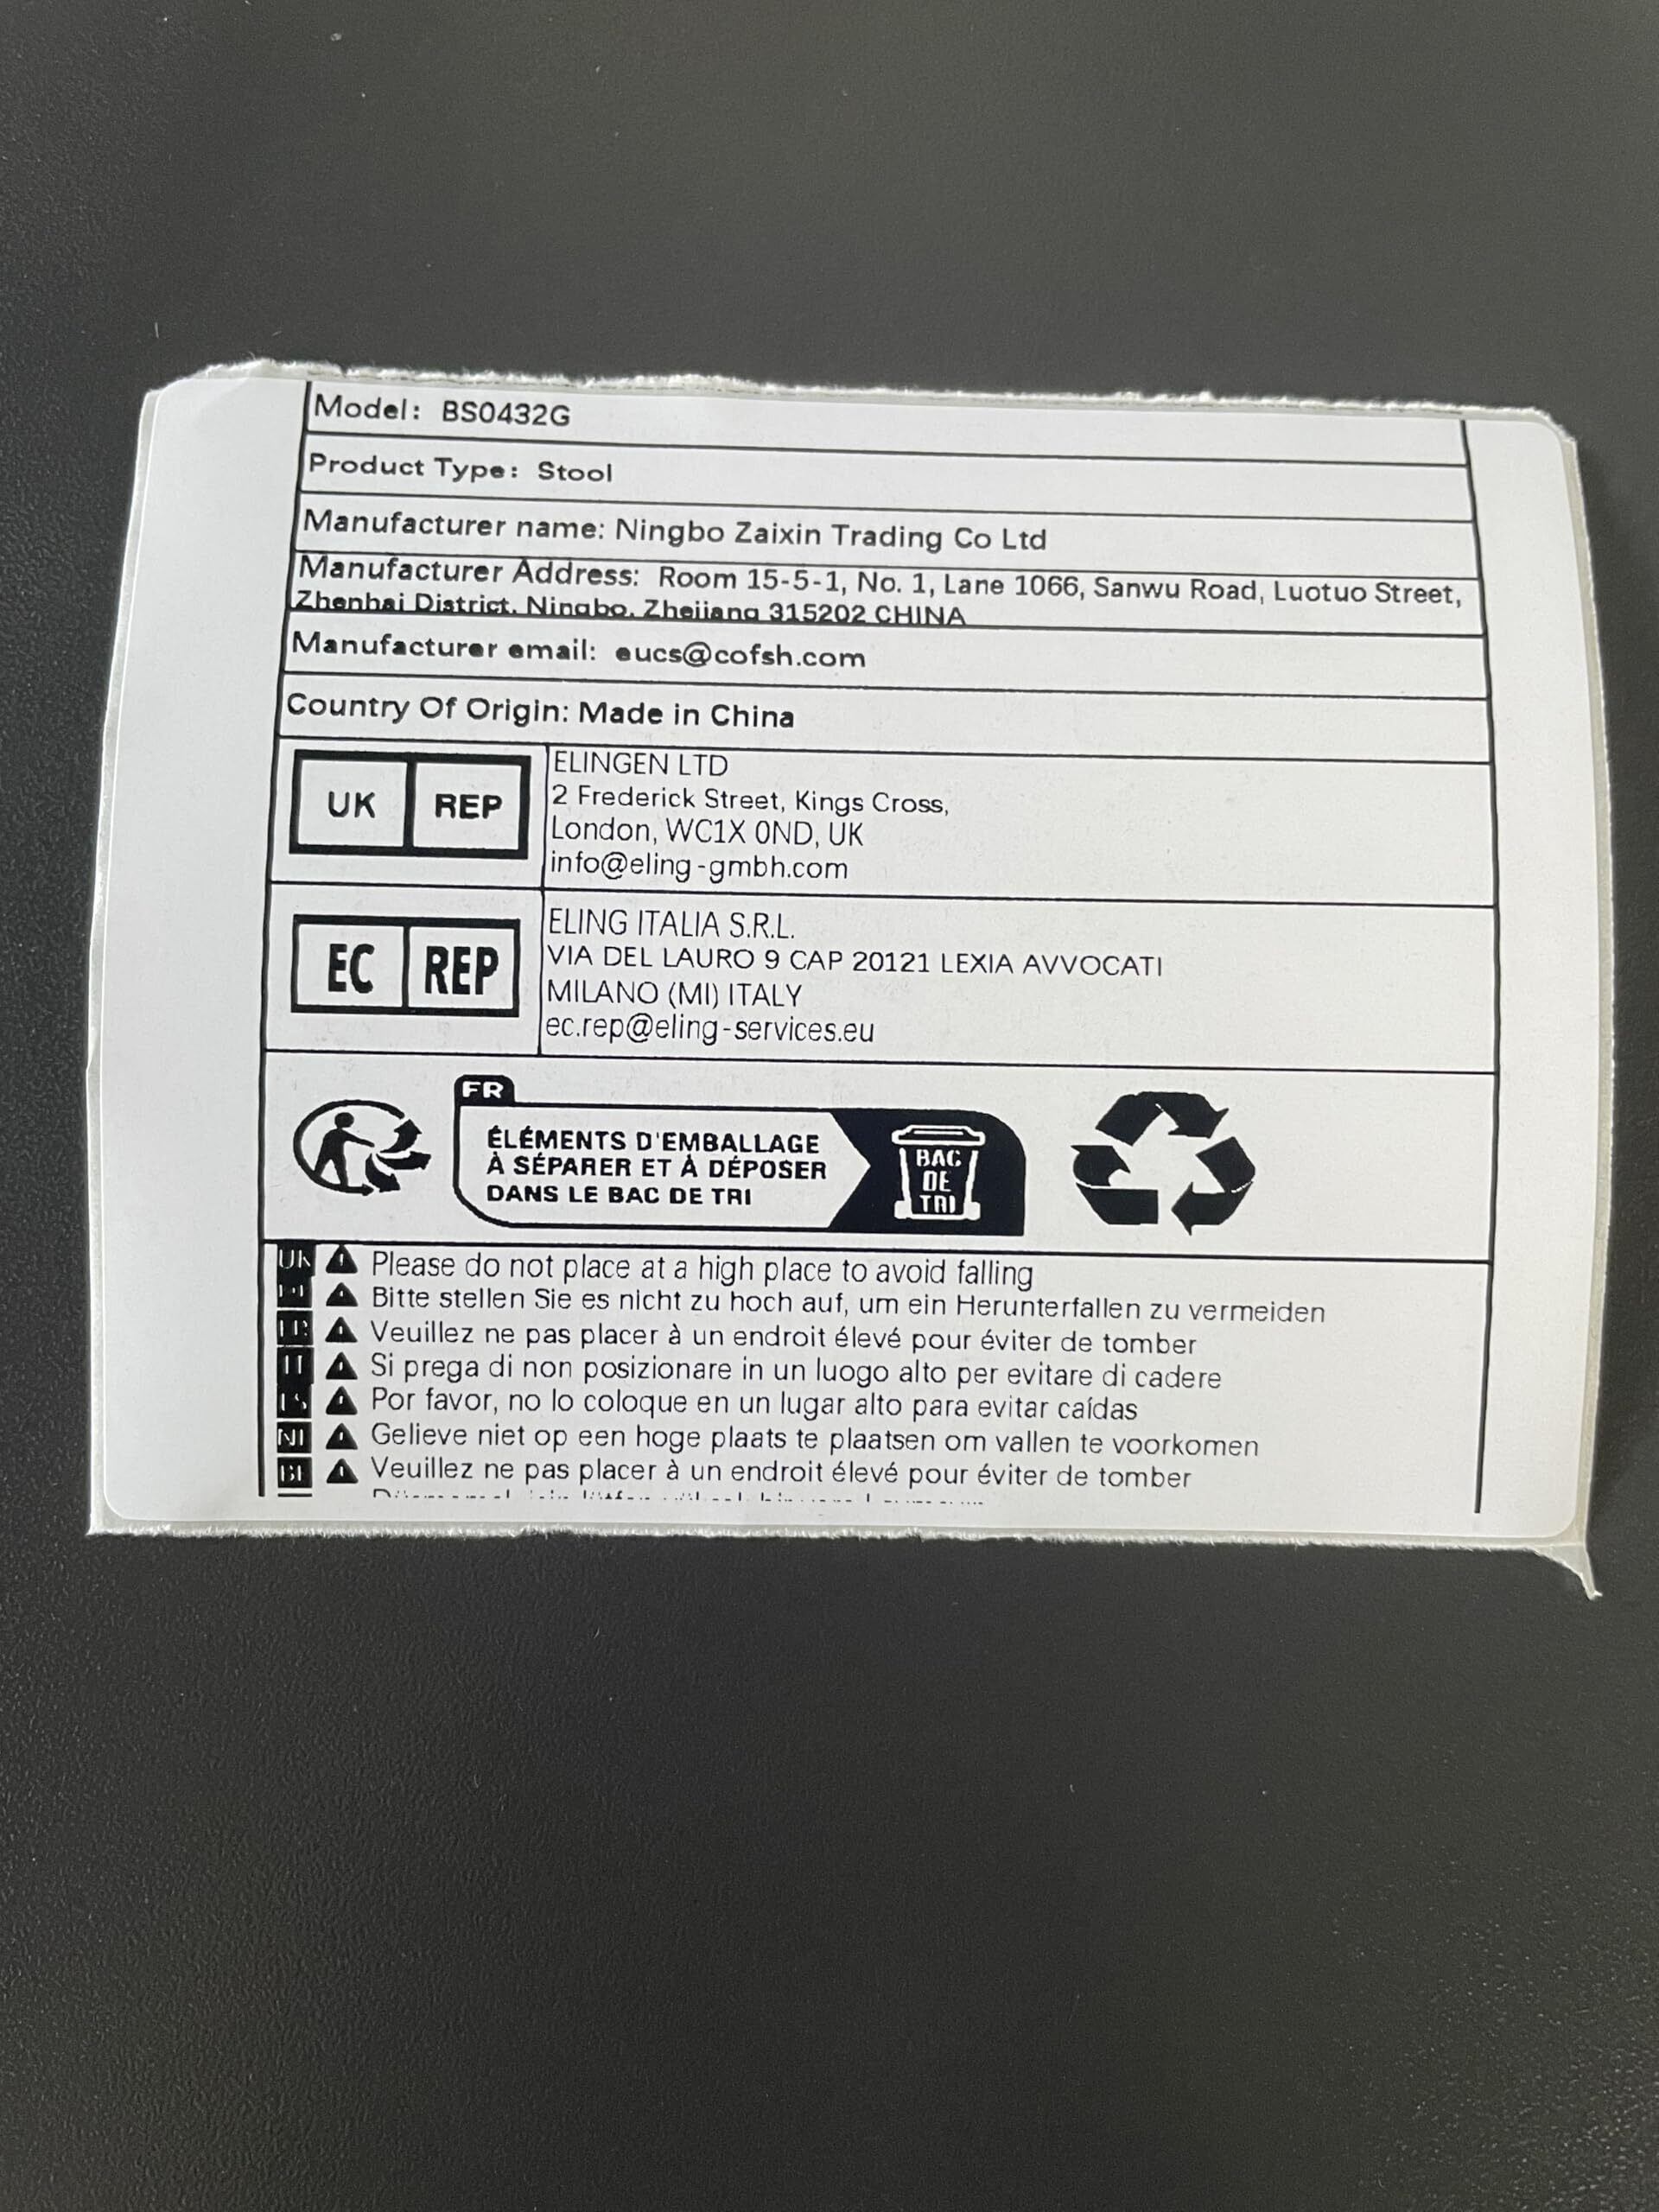 Model: BS0432G
Product Type: Stool
Manufacturer name: Ningbo Zaixin Trading Co Ltd
Manufacturer Address: Room 15-5-1, No. 1, Lane 1066, Sanwu Road, Luotuo Street,
Zhenhai District, Ningbo, Zhejiang 315202 CHINA
Manufacturer email: eucs@cofsh.com
Country Of Origin: Made in China
UK REP
ELINGEN LTD
2 Frederick Street, Kings Cross,
London, WC1X 0ND, UK
info@eling-gmbh.com
EC REP
ELING ITALIA S.R.L.
VIA DEL LAURO 9 CAP 20121 LEXIA AVVOCATI
MILANO (MI) ITALY
ec.rep@eling-services.eu
FR
ÉLÉMENTS D'EMBALLAGE
À SÉPARER ET À DÉPOSER
DANS LE BAC DE TRI
BAC
DE
TRI
UK Please do not place at a high place to avoid falling
Bitte stellen Sie es nicht zu hoch auf, um ein Herunterfallen zu vermeiden
FR Veuillez ne pas placer à un endroit élevé pour éviter de tomber
IT Si prega di non posizionare in un luogo alto per evitare di cadere
ES Por favor, no lo coloque en un lugar alto para evitar caídas
NL Gelieve niet op een hoge plaats te plaatsen om vallen te voorkomen
BE Veuillez ne pas placer à un endroit élevé pour éviter de tomber